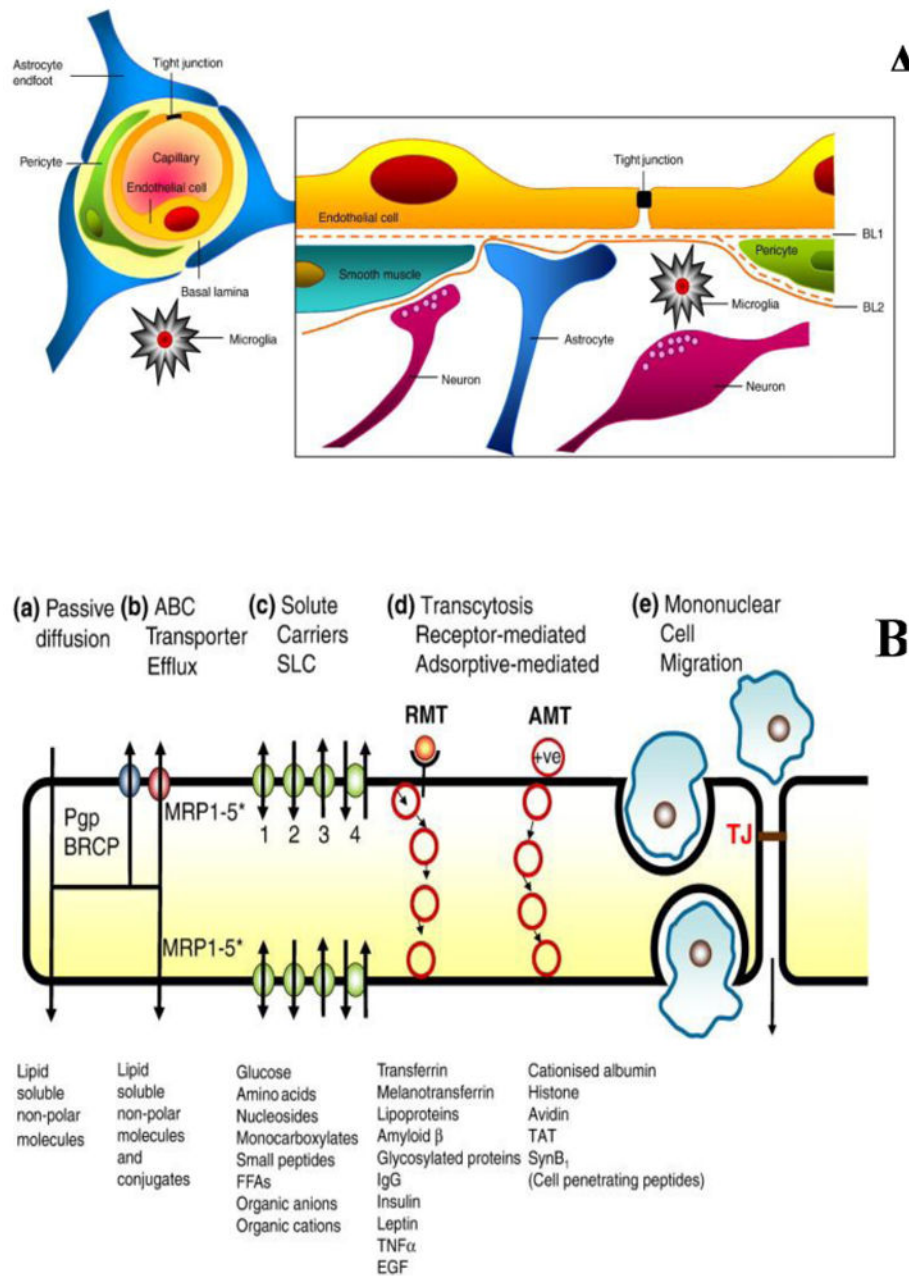 A
Astrocyte
endfoot
Tight junction
Pericyte
Capillary
Endothelial cell
Basal lamina
Microglia
Tight junction
Endothelial cell
BL1
Smooth muscle
Pericyte
Microglia
BL2
Astrocyte
Neuron
Neuron
(a) Passive
diffusion
(b) ABC
Transporter
Efflux
(c) Solute
Carriers
SLC
(d) Transcytosis
Receptor-mediated
Adsorptive-mediated
(e) Mononuclear
Cell
Migration
B
RMT
AMT
+ve
Pgp
BRCP
MRP1-5*
1 2 3 4
TJ
MRP1-5*
Lipid
soluble
non-polar
molecules
Lipid
soluble
non-polar
molecules
and
conjugates
Glucose
Amino acids
Nucleosides
Monocarboxylates
Small peptides
FFAs
Organic anions
Organic cations
Transferrin
Melanotransferrin
Lipoproteins
Amyloid β
Glycosylated proteins
IgG
Insulin
Leptin
TNFα
EGF
Cationised albumin
Histone
Avidin
TAT
SynB₁
(Cell penetrating peptides)